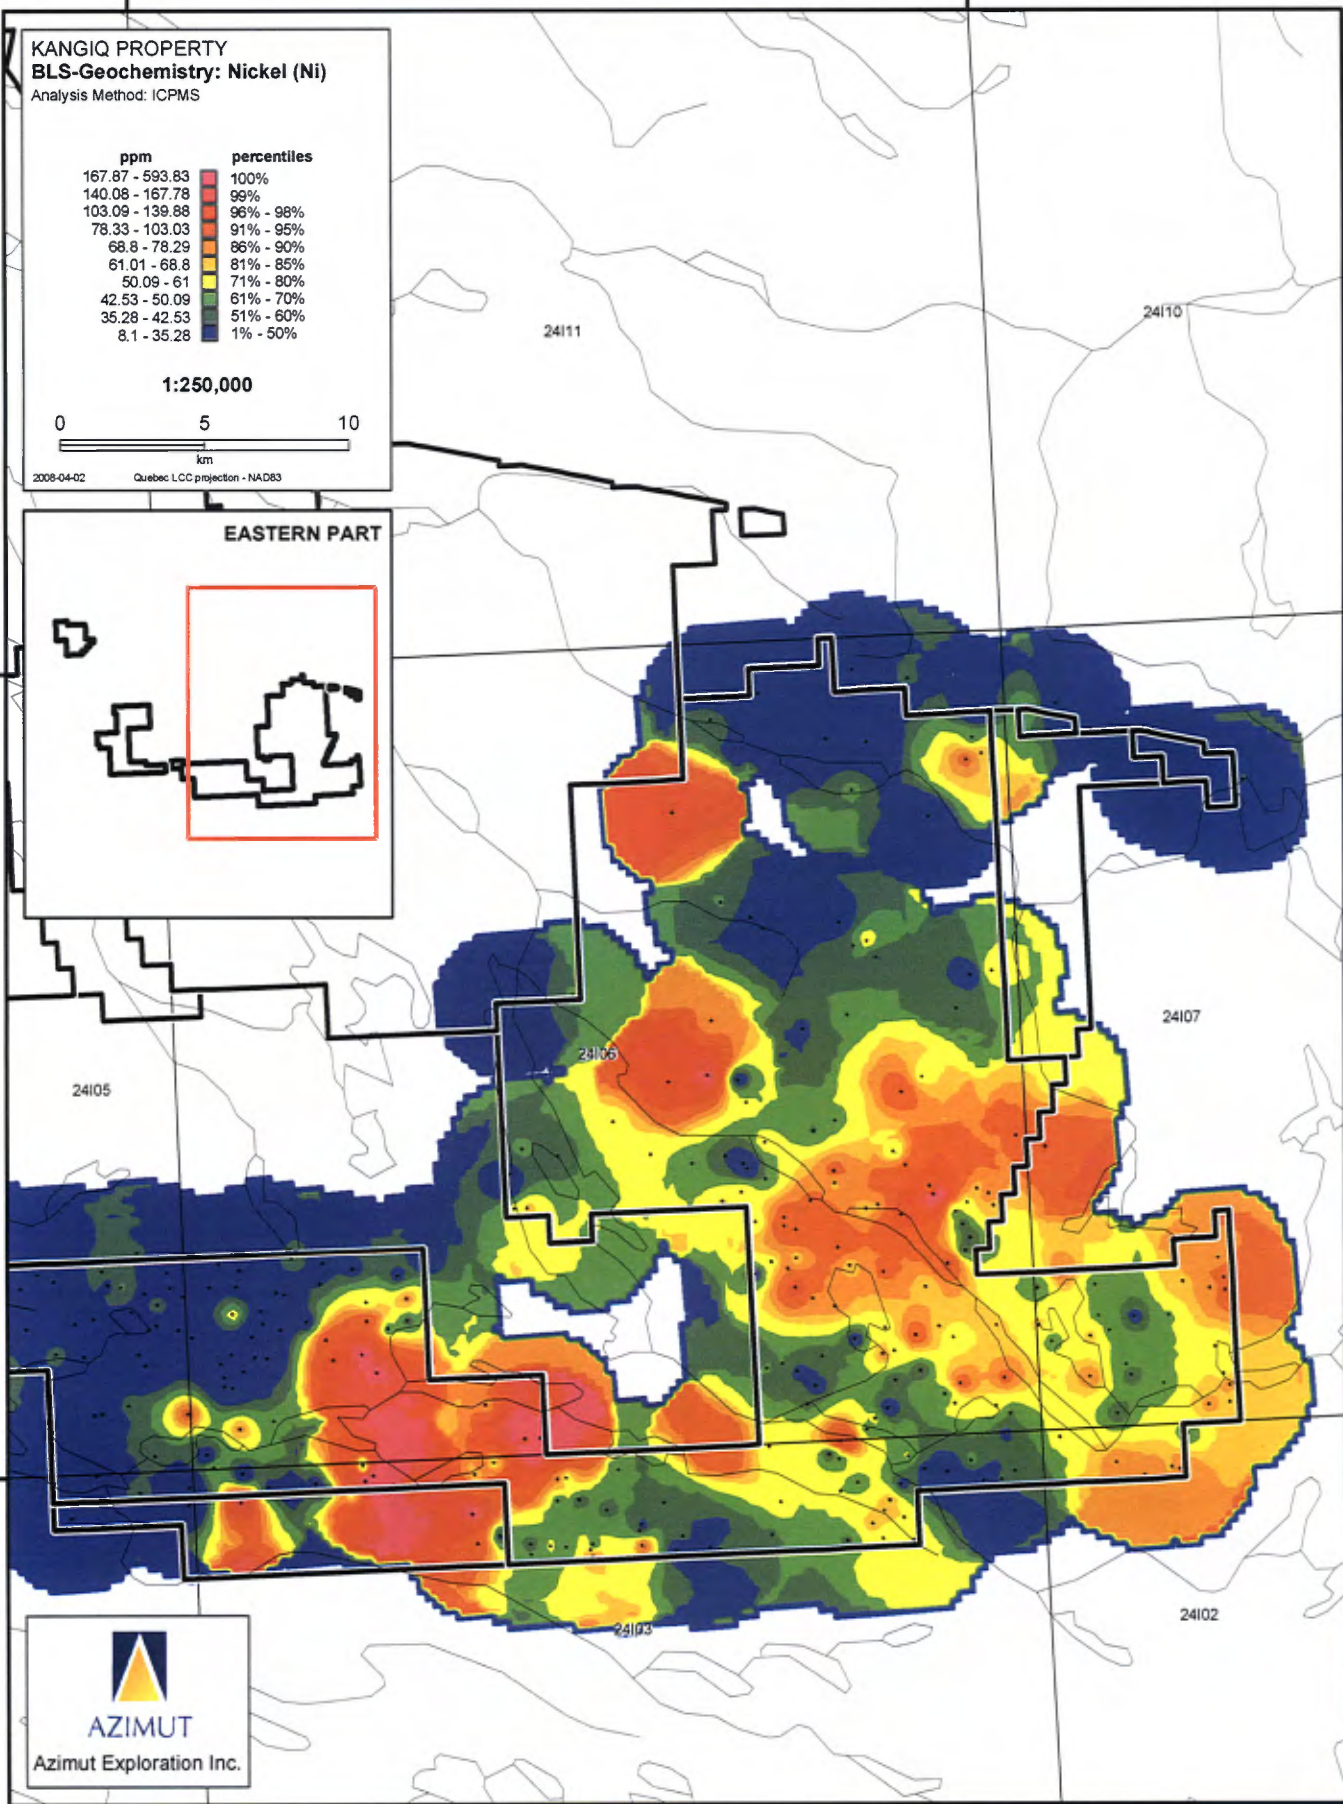 KANGIQ PROPERTY
BLS-Geochemistry: Nickel (Ni)
Analysis Method: ICPMS
ppm percentiles
167.87 - 593.83 100%
140.08 - 167.78 99%
103.09 - 139.88 96% - 98%
78.33 - 103.03 91% - 95%
68.8 - 78.29 86% - 90%
61.01 - 68.8 81% - 85%
50.09 - 61 71% - 80%
42.53 - 50.09 61% - 70%
35.28 - 42.53 51% - 60%
8.1 - 35.28 1% - 50%
1:250,000
0 5 10
km
2008-04-02 Quebec LCC projection - NAD83
EASTERN PART
24I11
24I10
24I07
24I06
24I05
24I02
24I03
AZIMUT
Azimut Exploration Inc.